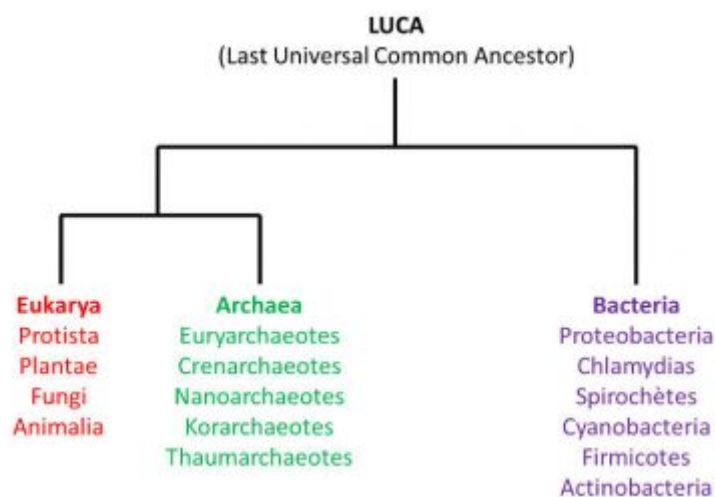 LUCA
(Last Universal Common Ancestor)
Eukarya
Protista
Plantae
Fungi
Animalia
Archaea
Euryarchaeotes
Crenarchaeotes
Nanoarchaeotes
Korarchaeotes
Thaumarchaeotes
Bacteria
Proteobacteria
Chlamydias
Spirochètes
Cyanobacteria
Firmicotes
Actinobacteria